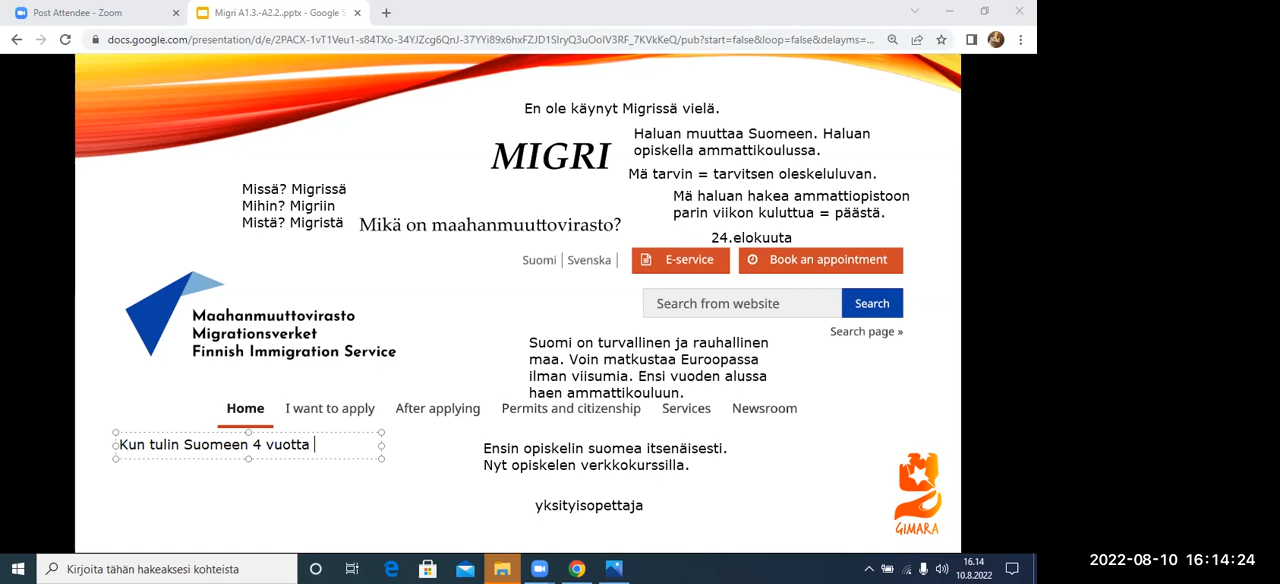 Post Attendee - Zoom
Migri A1.3.-A2.2..pptx - Google S
docs.google.com/presentation/d/e/2PACX-1vT1Veu1-s84TXo-34YJZcg6QnJ-37YYi89x6hxFZJD1SIryQ3uOoIV3RF_7KVkKeQ/pub?start=false&loop=false&delayms=...
En ole käynyt Migrissä vielä.
MIGRI
Haluan muuttaa Suomeen. Haluan
opiskella ammattikoulussa.
Mä tarvin = tarvitsen oleskeluluvan.
Missä? Migrissä
Mihin? Migriin
Mistä? Migristä
Mä haluan hakea ammattiopistoon
parin viikon kuluttua = päästä.
Mikä on maahanmuuttovirasto?
24.elokuuta
Suomi | Svenska |
E-service
Book an appointment
Search from website
Search
Search page »
Maahanmuuttovirasto
Migrationsverket
Finnish Immigration Service
Suomi on turvallinen ja rauhallinen
maa. Voin matkustaa Euroopassa
ilman viisumia. Ensi vuoden alussa
haen ammattikouluun.
Home I want to apply After applying Permits and citizenship Services Newsroom
Kun tulin Suomeen 4 vuotta
Ensin opiskelin suomea itsenäisesti.
Nyt opiskelen verkkokurssilla.
yksityisopettaja
GIMARA
Kirjoita tähän hakeaksesi kohteista
16.14
10.8.2022
2022-08-10 16:14:24